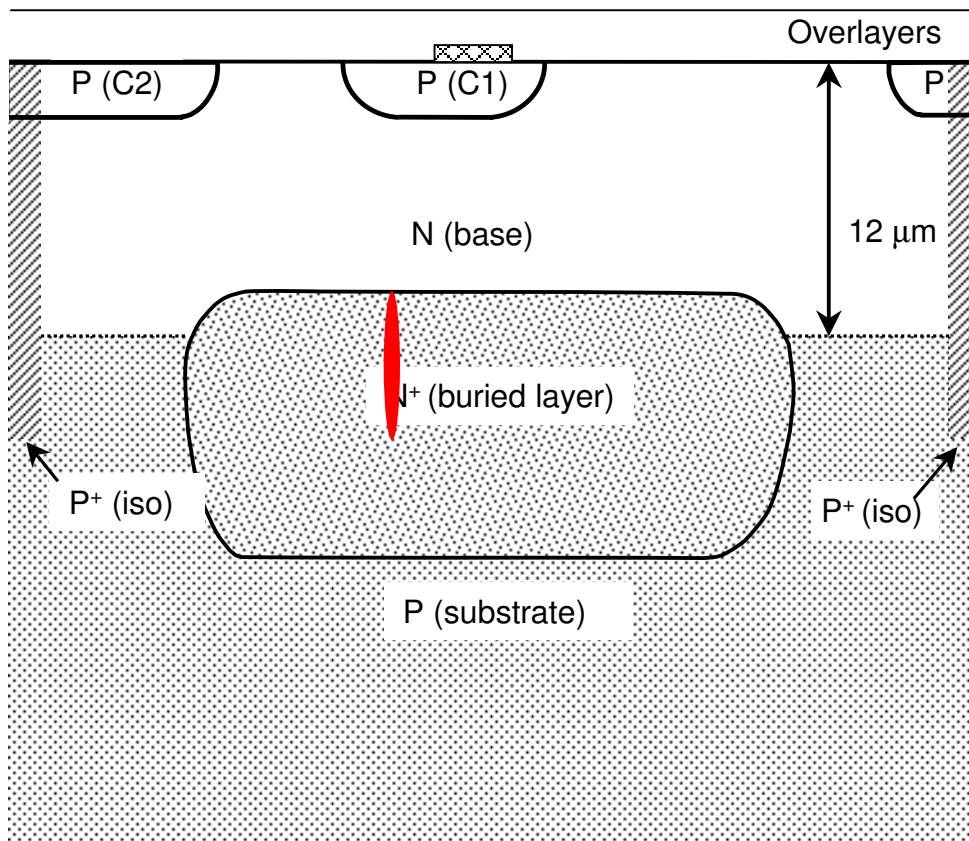 Overlayers
P (C2)
P (C1)
P
N (base)
12 μm
N⁺ (buried layer)
P⁺ (iso)
P⁺ (iso)
P (substrate)